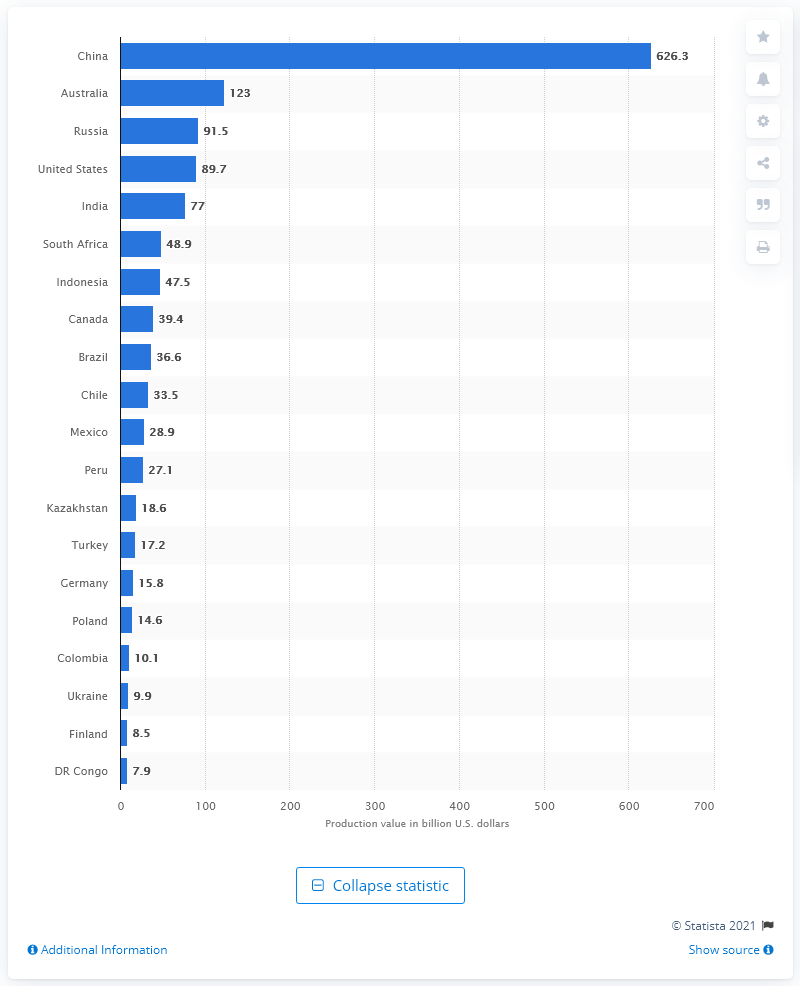 China 626.3
Australia 123
Russia 91.5
United States 89.7
India 77
South Africa 48.9
Indonesia 47.5
Canada 39.4
Brazil 36.6
Chile 33.5
Mexico 28.9
Peru 27.1
Kazakhstan 18.6
Turkey 17.2
Germany 15.8
Poland 14.6
Colombia 10.1
Ukraine 9.9
Finland 8.5
DR Congo 7.9
0 100 200 300 400 500 600 700
Production value in billion U.S. dollars
Collapse statistic
© Statista 2021
Additional Information Show source